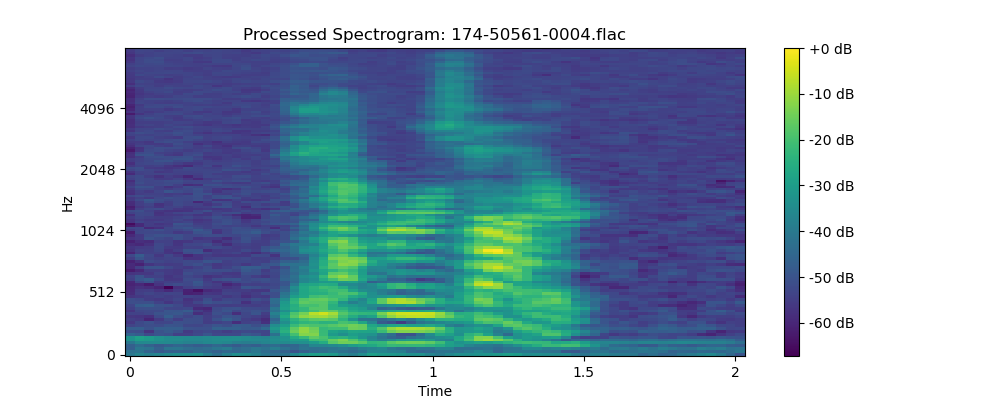 Processed Spectrogram: 174-50561-0004.flac
+0 dB
-10 dB
-20 dB
-30 dB
-40 dB
-50 dB
-60 dB
Hz
4096
2048
1024
512
0
0
0.5
1
1.5
2
Time